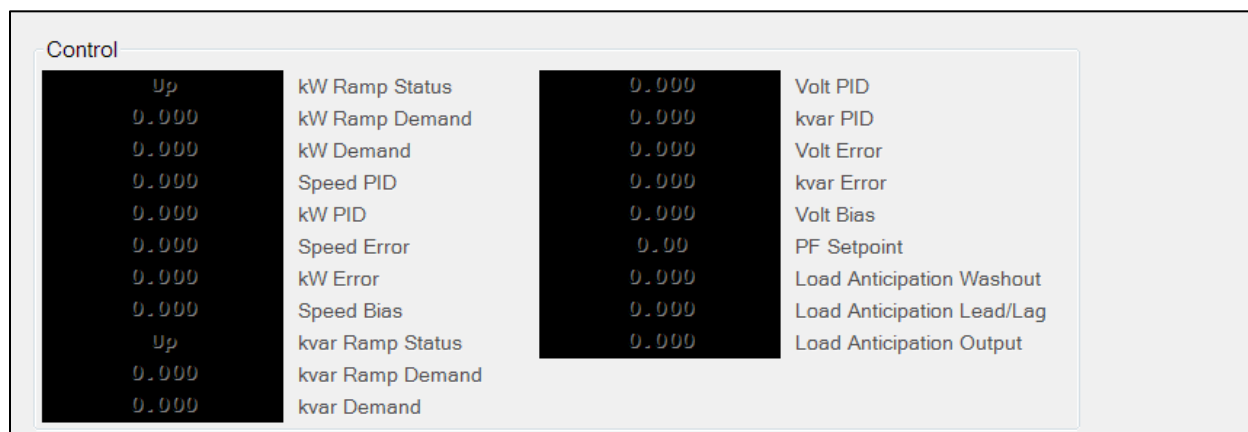 Control
Up kW Ramp Status
0.000 kW Ramp Demand
0.000 kW Demand
0.000 Speed PID
0.000 kW PID
0.000 Speed Error
0.000 kW Error
0.000 Speed Bias
Up kvar Ramp Status
0.000 kvar Ramp Demand
0.000 kvar Demand
0.000 Volt PID
0.000 kvar PID
0.000 Volt Error
0.000 kvar Error
0.000 Volt Bias
0.00 PF Setpoint
0.000 Load Anticipation Washout
0.000 Load Anticipation Lead/Lag
0.000 Load Anticipation Output